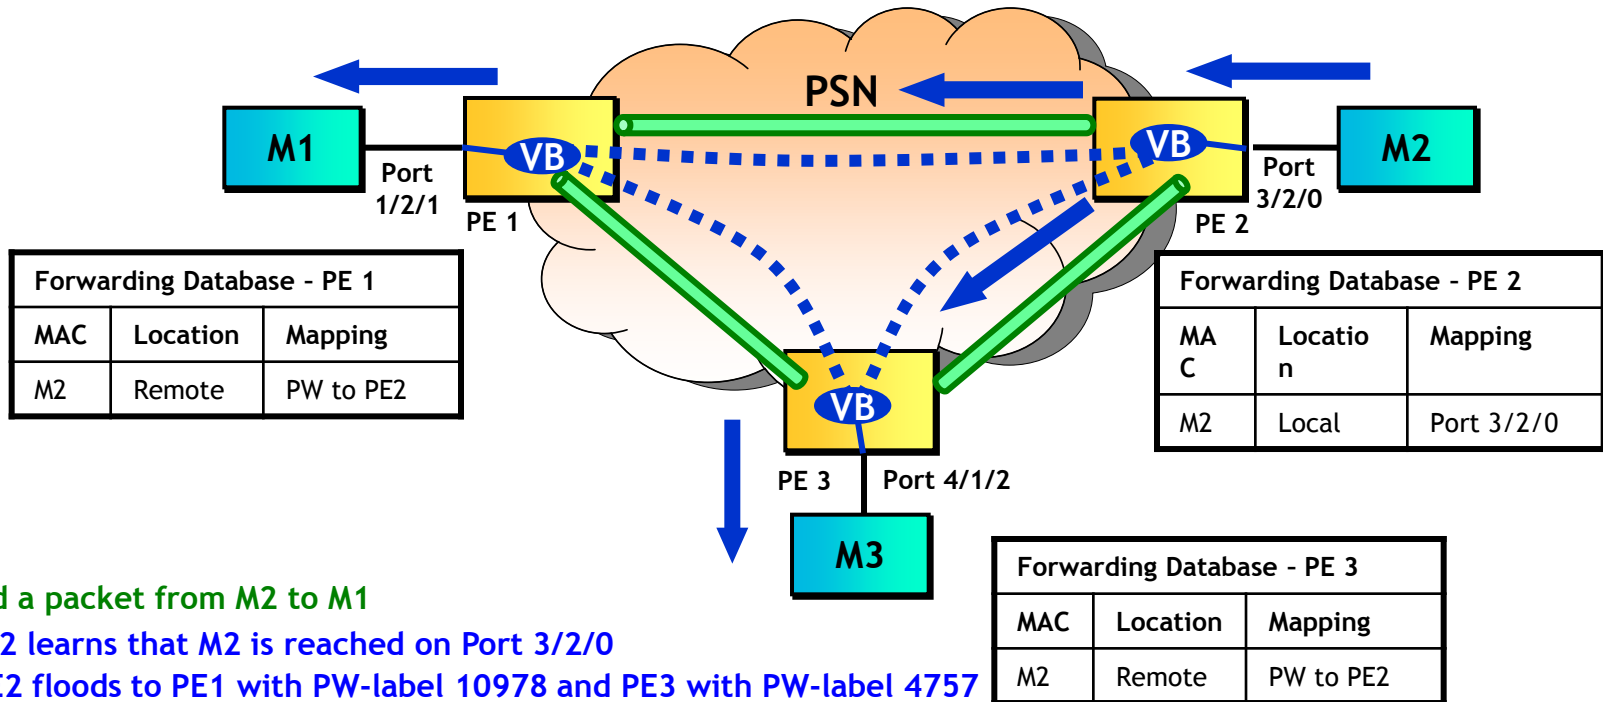 PSN
M1
VB
Port
1/2/1
PE 1
VB
Port
3/2/0
M2
PE 2
Forwarding Database – PE 1
MAC Location Mapping
M2 Remote PW to PE2
Forwarding Database – PE 2
MA
C
Locatio
n
Mapping
M2 Local Port 3/2/0
VB
PE 3
Port 4/1/2
M3
Forwarding Database – PE 3
MAC Location Mapping
M2 Remote PW to PE2
a packet from M2 to M1
2 learns that M2 is reached on Port 3/2/0
floods to PE1 with PW-label 10978 and PE3 with PW-label 4757